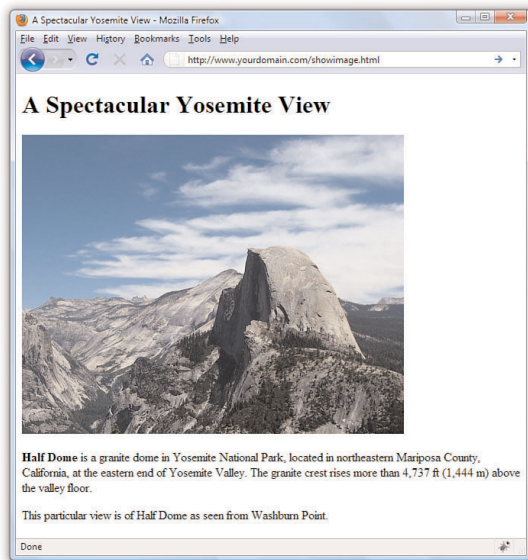 A Spectacular Yosemite View - Mozilla Firefox
File Edit View History Bookmarks Tools Help
http://www.yourdomain.com/showimage.html
A Spectacular Yosemite View
Half Dome is a granite dome in Yosemite National Park, located in northeastern Mariposa County,
California, at the eastern end of Yosemite Valley. The granite crest rises more than 4,737 ft (1,444 m) above
the valley floor.
This particular view is of Half Dome as seen from Washburn Point.
Done